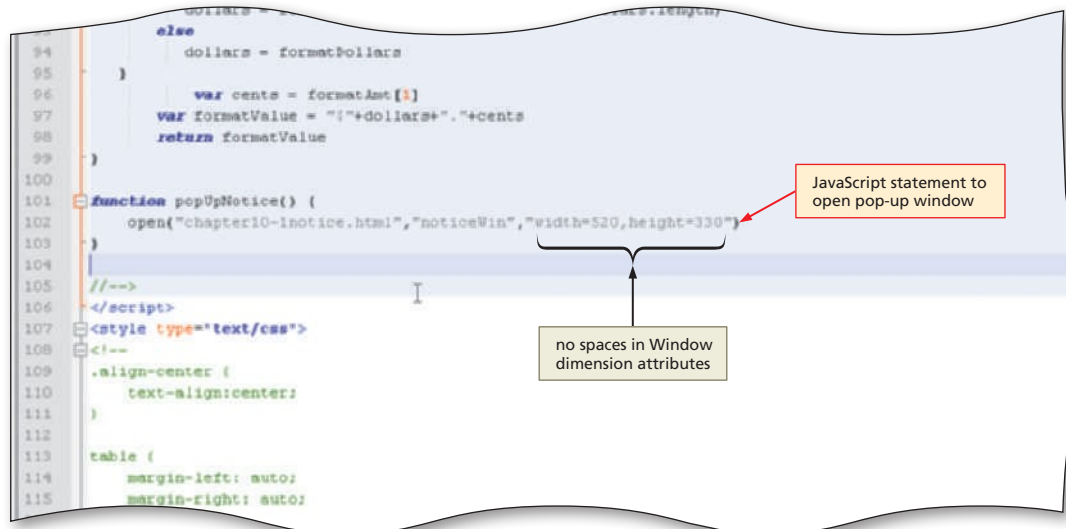 dollars.length)
93 else
94 dollars = formatDollars
95 }
96 var cents = formatAmt[1]
97 var formatValue = "$"+dollars+"."+cents
98 return formatValue
99 }
100
101 function popUpNotice() {
102 open("chapter10-1notice.html","noticeWin","width=520,height=330")
103 }
104
105 //-->
106 </script>
107 <style type="text/css">
108 <!--
109 .align-center {
110 text-align:center;
111 }
112
113 table {
114 margin-left: auto;
115 margin-right: auto;
JavaScript statement to
open pop-up window
no spaces in Window
dimension attributes